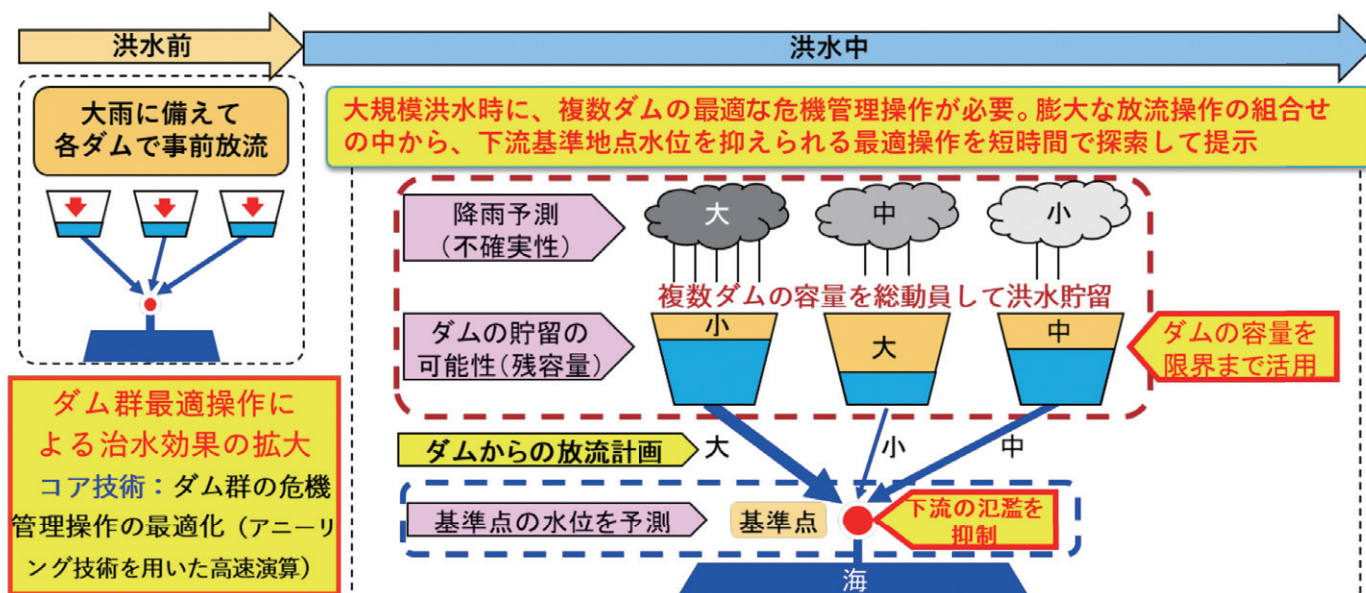 洪水前
洪水中
大雨に備えて
各ダムで事前放流
大規模洪水時に、複数ダムの最適な危機管理操作が必要。膨大な放流操作の組合せ
の中から、下流基準地点水位を抑えられる最適操作を短時間で探索して提示
降雨予測
（不確実性）
大
中
小
複数ダムの容量を総動員して洪水貯留
ダムの貯留の
可能性（残容量）
小
大
中
ダムの容量を
限界まで活用
ダム群最適操作に
よる治水効果の拡大
コア技術：ダム群の危機
管理操作の最適化（アニーリ
ング技術を用いた高速演算）
ダムからの放流計画
大
小
中
基準点の水位を予測
基準点
下流の氾濫を
抑制
海